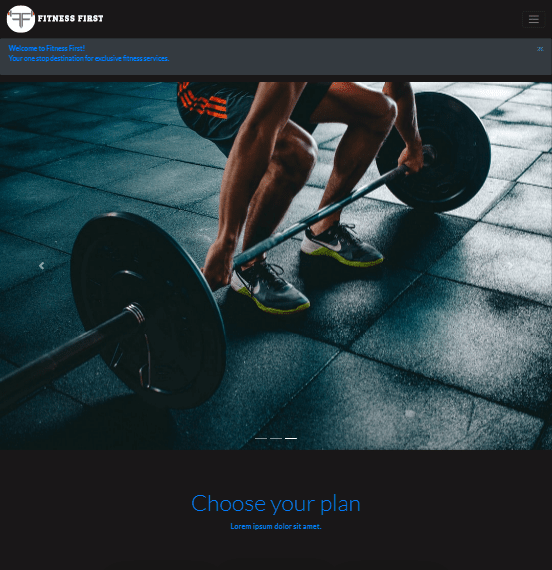 FITNESS FIRST
Welcome to Fitness First!
Your one stop destination for exclusive fitness services.
Choose your plan
Lorem ipsum dolor sit amet.